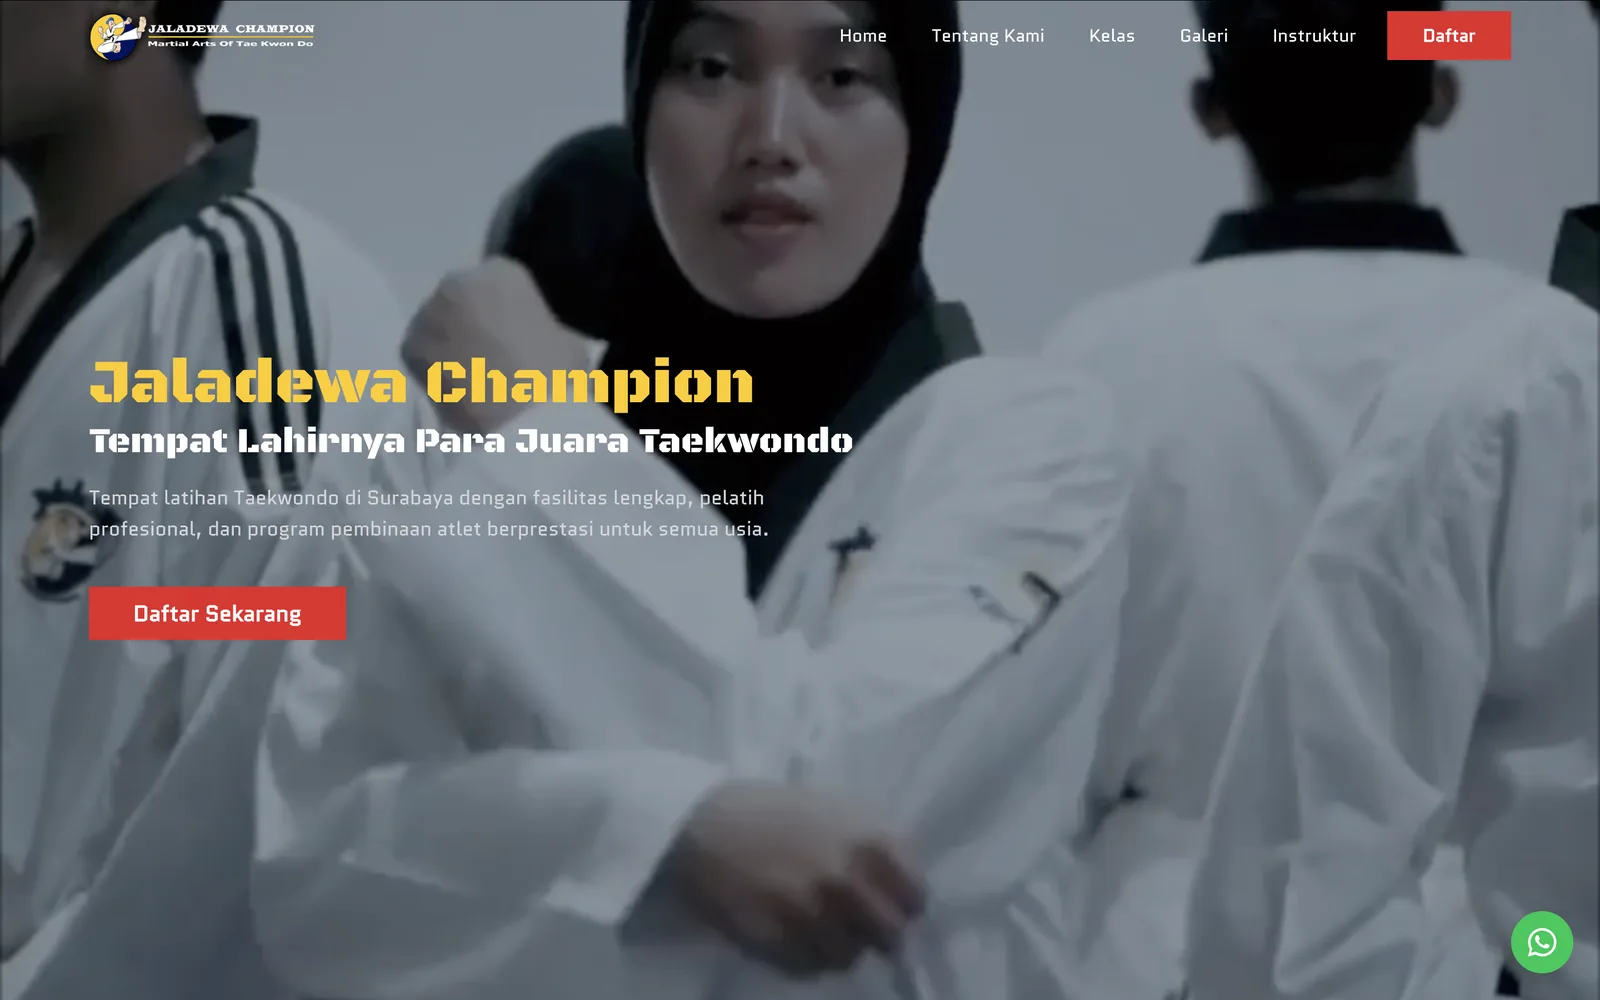 JALADEWA CHAMPION
Martial Arts Of Tae Kwon Do
Home
Tentang Kami
Kelas
Galeri
Instruktur
Daftar
Jaladewa Champion
Tempat Lahirnya Para Juara Taekwondo
Tempat latihan Taekwondo di Surabaya dengan fasilitas lengkap, pelatih
profesional, dan program pembinaan atlet berprestasi untuk semua usia.
Daftar Sekarang